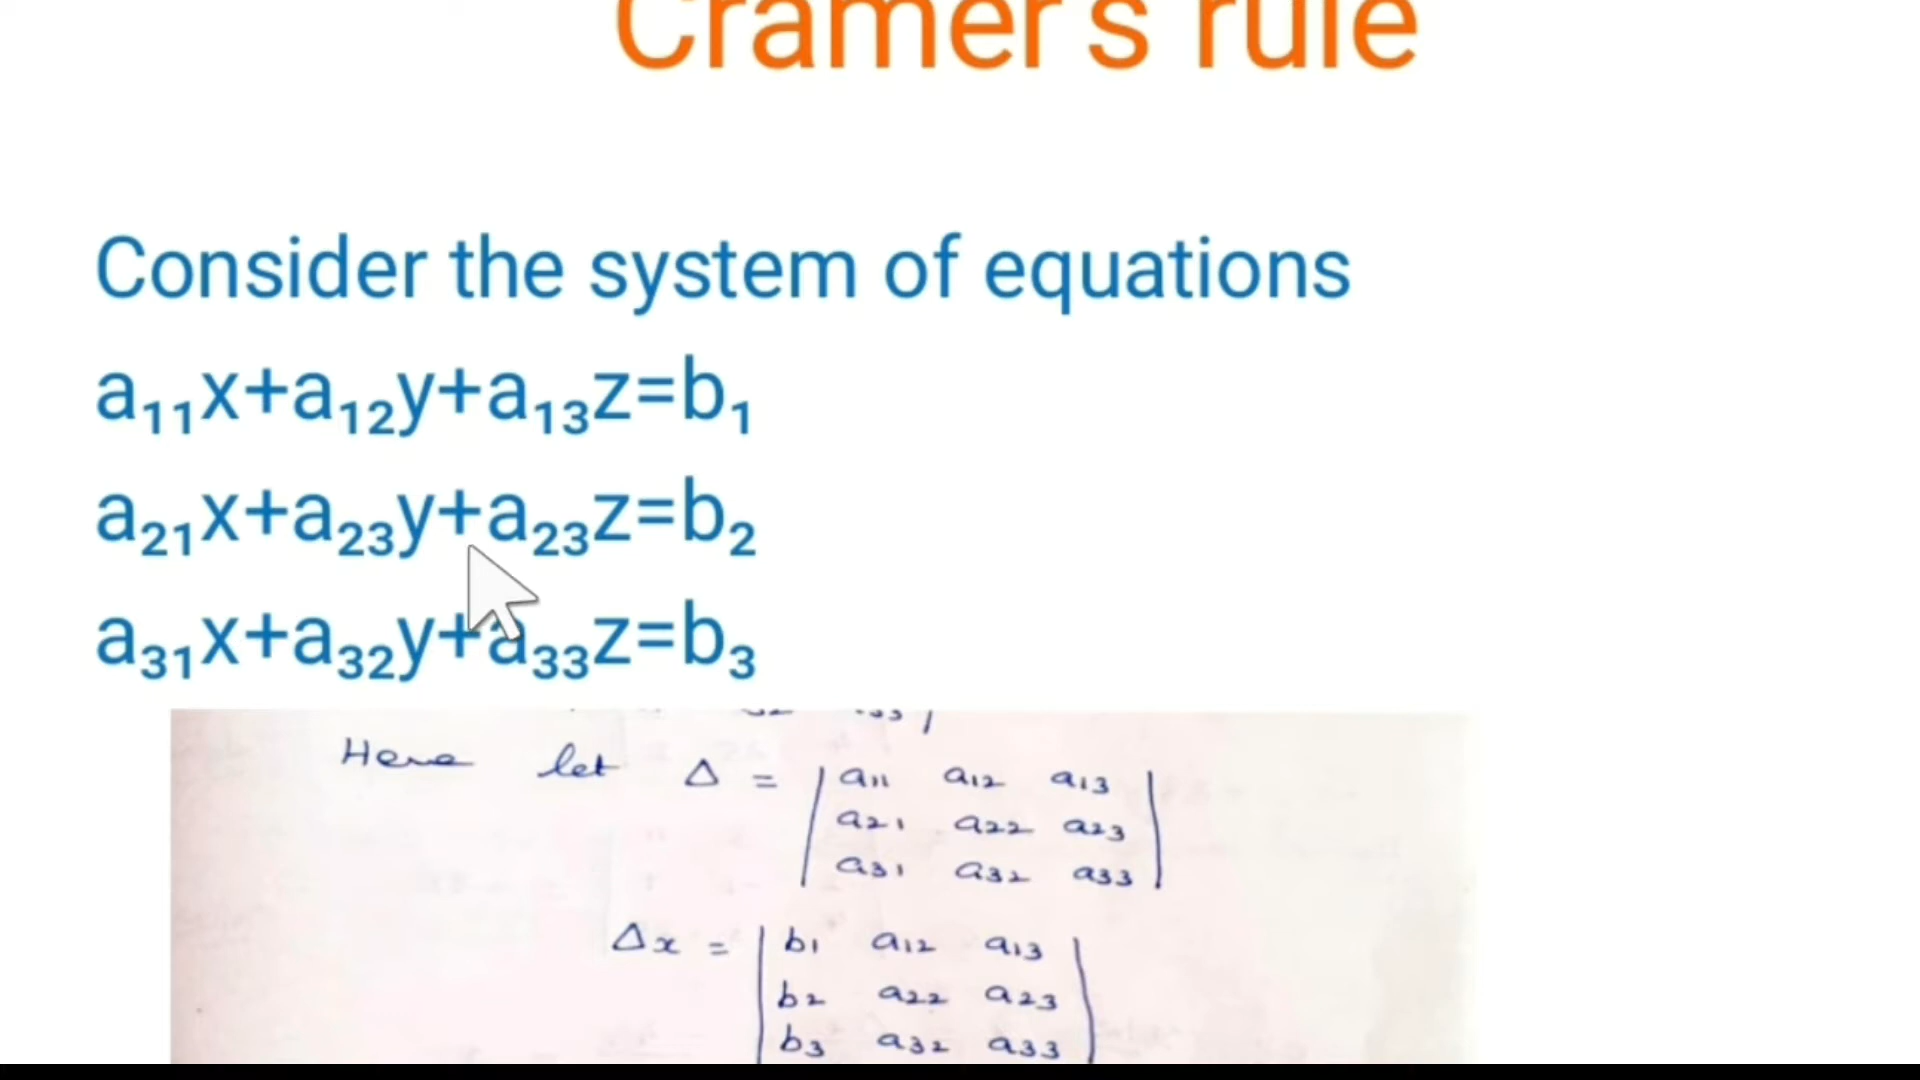 Cramer's rule
Consider the system of equations
a₁₁x+a₁₂y+a₁₃z=b₁
a₂₁x+a₂₃y+a₂₃z=b₂
a₃₁x+a₃₂y+a₃₃z=b₃
Here let Δ = | a₁₁ a₁₂ a₁₃ |
a₂₁ a₂₂ a₂₃
a₃₁ a₃₂ a₃₃
Δx = | b₁ a₁₂ a₁₃ |
b₂ a₂₂ a₂₃
b₃ a₃₂ a₃₃